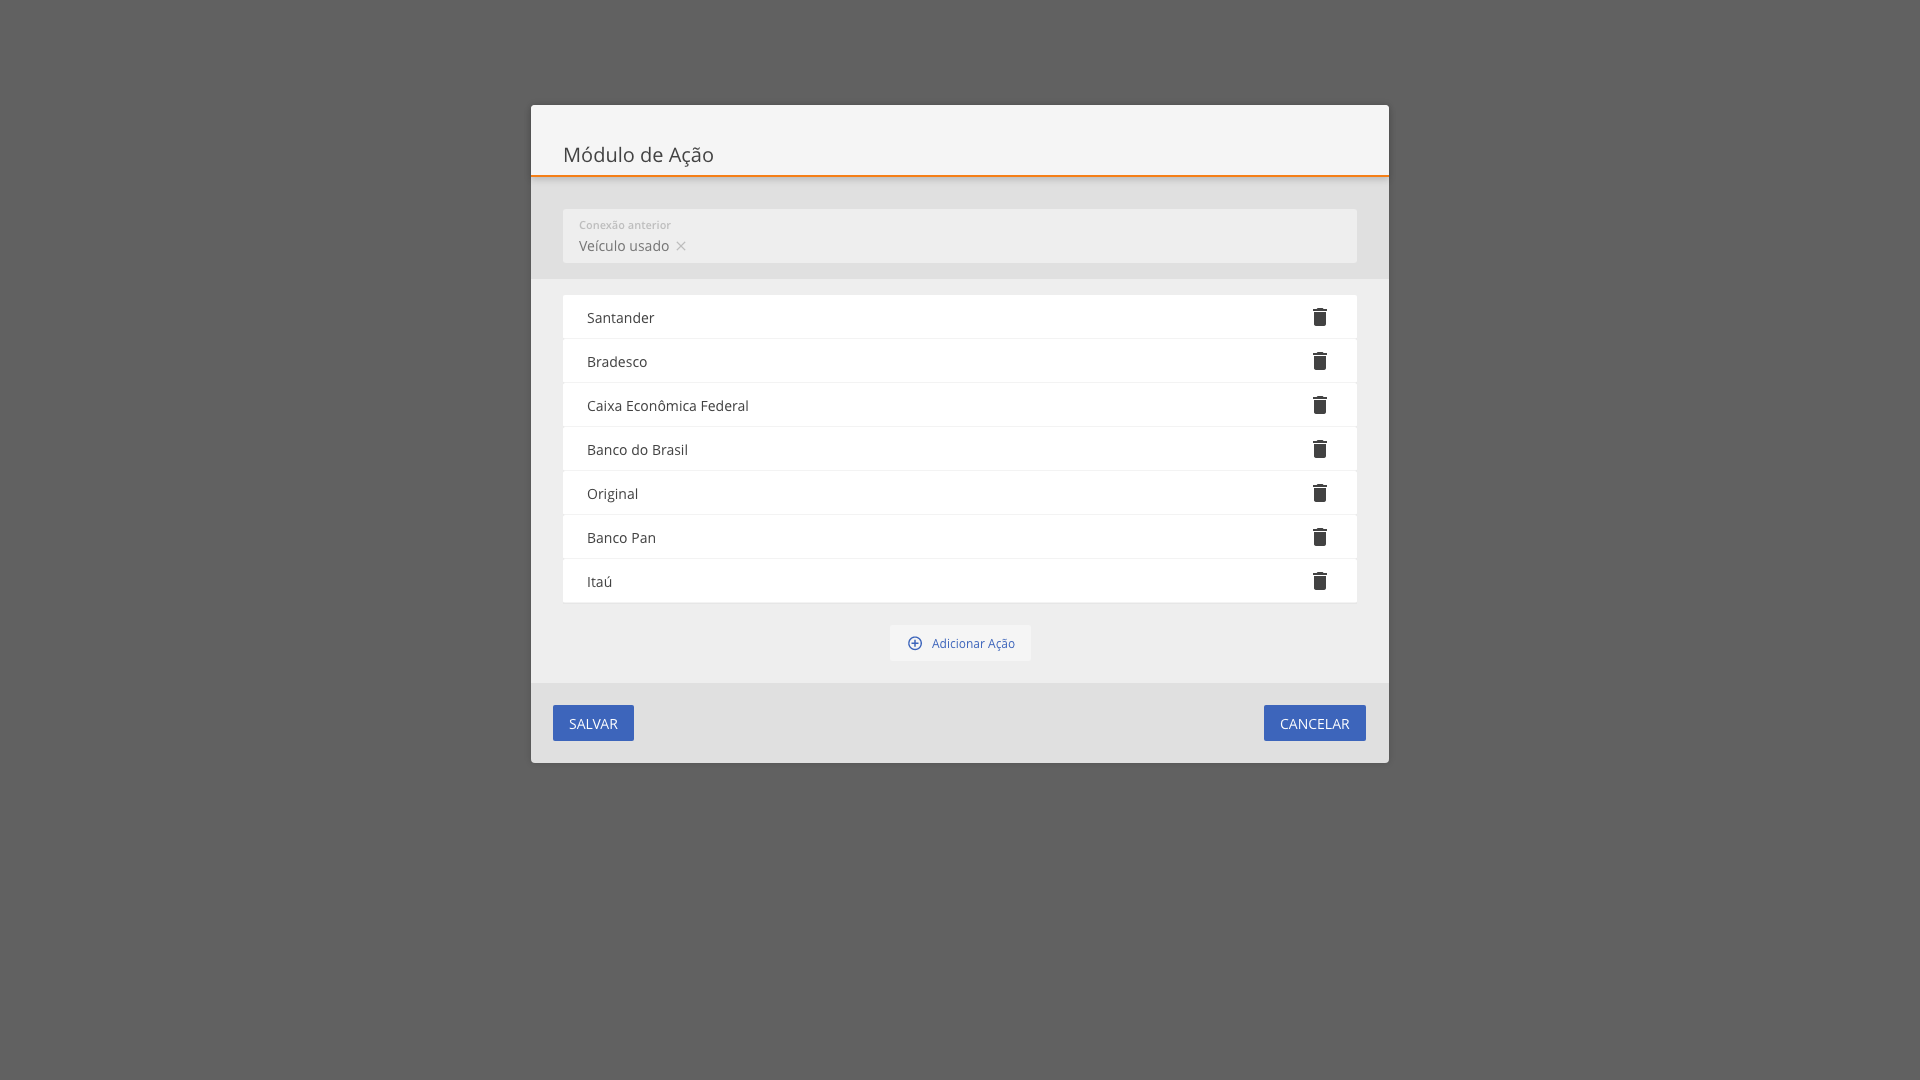 Módulo de Ação
Conexão anterior
Veículo usado
Santander
Bradesco
Caixa Econômica Federal
Banco do Brasil
Original
Banco Pan
Itaú
Adicionar Ação
SALVAR
CANCELAR